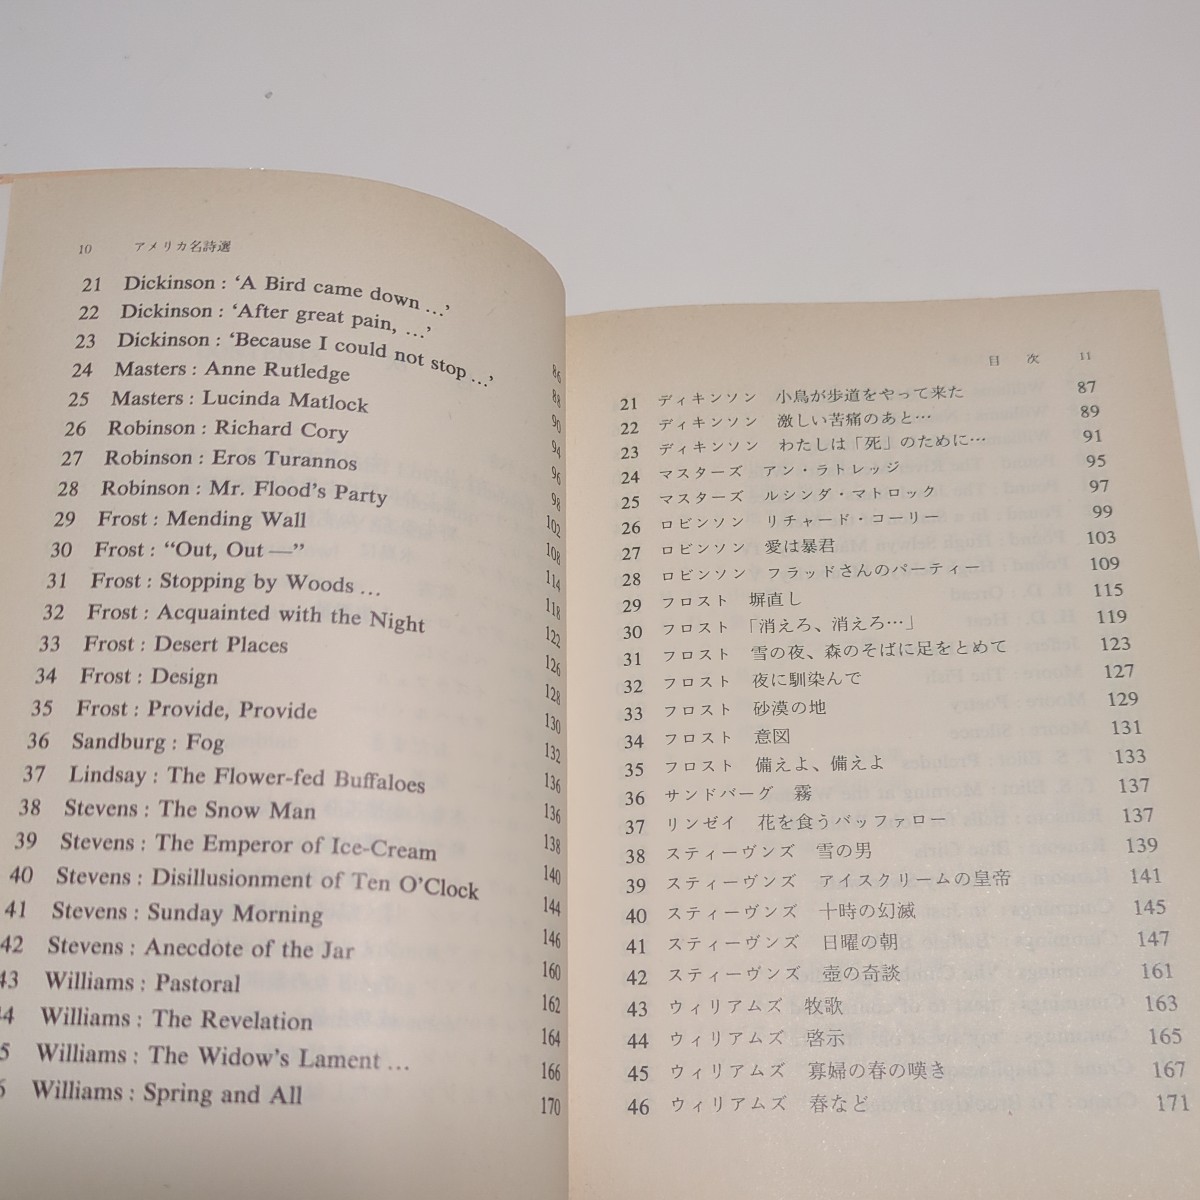 10 アメリカ名詩選
21 Dickinson : ‘A Bird came down …’ 86
22 Dickinson : ‘After great pain, …’ 88
23 Dickinson : ‘Because I could not stop …’ 90
24 Masters : Anne Rutledge 94
25 Masters : Lucinda Matlock 96
26 Robinson : Richard Cory 98
27 Robinson : Eros Turannos 102
28 Robinson : Mr. Flood's Party 108
29 Frost : Mending Wall 114
30 Frost : “Out, Out —” 118
31 Frost : Stopping by Woods … 122
32 Frost : Acquainted with the Night 126
33 Frost : Desert Places 128
34 Frost : Design 130
35 Frost : Provide, Provide 132
36 Sandburg : Fog 136
37 Lindsay : The Flower-fed Buffaloes 136
38 Stevens : The Snow Man 138
39 Stevens : The Emperor of Ice-Cream 140
40 Stevens : Disillusionment of Ten O'Clock 144
41 Stevens : Sunday Morning 146
42 Stevens : Anecdote of the Jar 160
43 Williams : Pastoral 162
4 Williams : The Revelation 164
5 Williams : The Widow's Lament … 166
6 Williams : Spring and All 170
目次 11
21 ディキンソン 小鳥が歩道をやって来た 87
22 ディキンソン 激しい苦痛のあと… 89
23 ディキンソン わたしは「死」のために… 91
24 マスターズ アン・ラトレッジ 95
25 マスターズ ルシンダ・マトロック 97
26 ロビンソン リチャード・コーリー 99
27 ロビンソン 愛は暴君 103
28 ロビンソン フラッドさんのパーティー 109
29 フロスト 塀直し 115
30 フロスト 「消えろ、消えろ…」 119
31 フロスト 雪の夜、森のそばに足をとめて 123
32 フロスト 夜に馴染んで 127
33 フロスト 砂漠の地 129
34 フロスト 意図 131
35 フロスト 備えよ、備えよ 133
36 サンドバーグ 霧 137
37 リンゼイ 花を食うバッファロー 137
38 スティーヴンズ 雪の男 139
39 スティーヴンズ アイスクリームの皇帝 141
40 スティーヴンズ 十時の幻滅 145
41 スティーヴンズ 日曜の朝 147
42 スティーヴンズ 壺の奇談 161
43 ウィリアムズ 牧歌 163
44 ウィリアムズ 啓示 165
45 ウィリアムズ 寡婦の春の嘆き 167
46 ウィリアムズ 春など 171